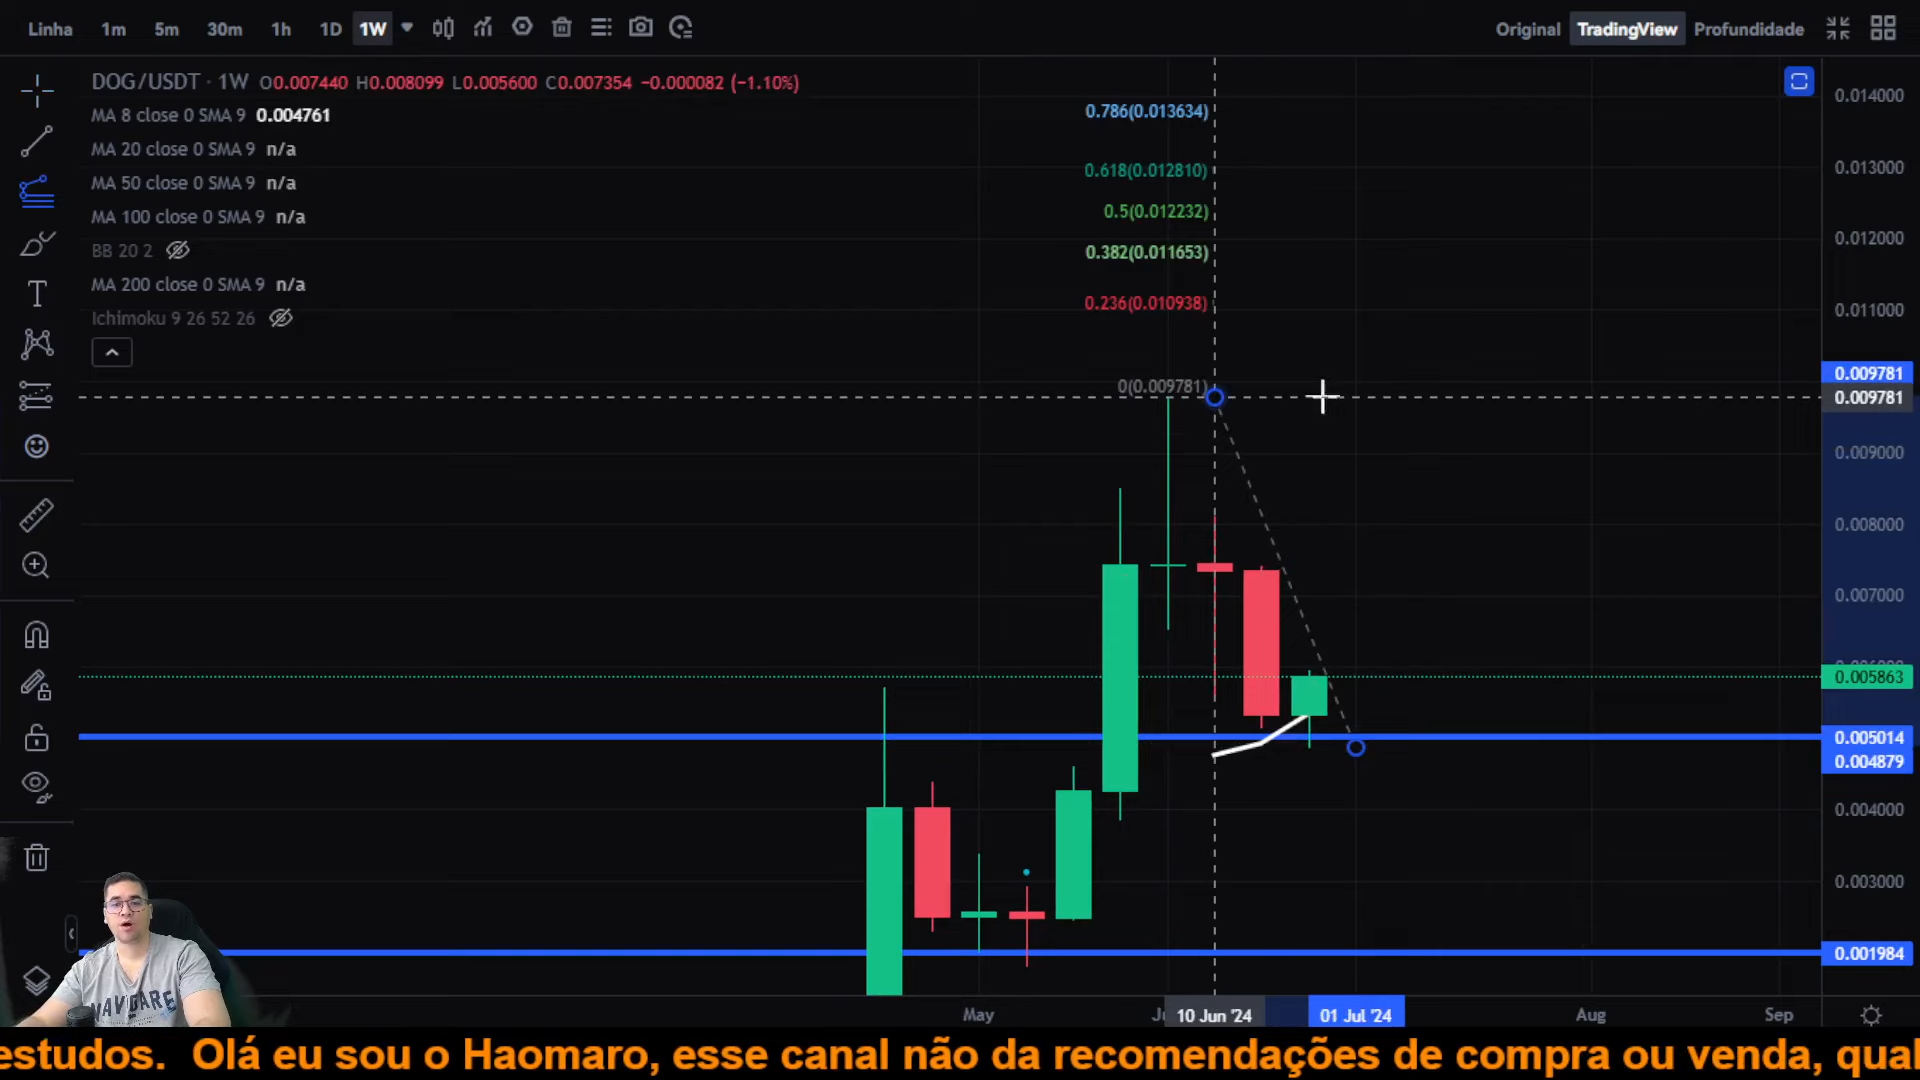 Linha 1m 5m 30m 1h 1D 1W
Original TradingView Profundidade
DOG/USDT · 1W O0.007440 H0.008099 L0.005600 C0.007354 −0.000082 (−1.10%)
MA 8 close 0 SMA 9 0.004761
MA 20 close 0 SMA 9 n/a
MA 50 close 0 SMA 9 n/a
MA 100 close 0 SMA 9 n/a
BB 20 2
MA 200 close 0 SMA 9 n/a
Ichimoku 9 26 52 26
0.786(0.013634)
0.618(0.012810)
0.5(0.012232)
0.382(0.011653)
0.236(0.010938)
0(0.009781)
0.014000
0.013000
0.012000
0.011000
0.009781
0.009781
0.009000
0.008000
0.007000
0.005863
0.005014
0.004879
0.004000
0.003000
0.001984
May 10 Jun '24 01 Jul '24 Aug Sep
NAVCARE
estudos. Olá eu sou o Haomaro, esse canal não da recomendações de compra ou venda, qual